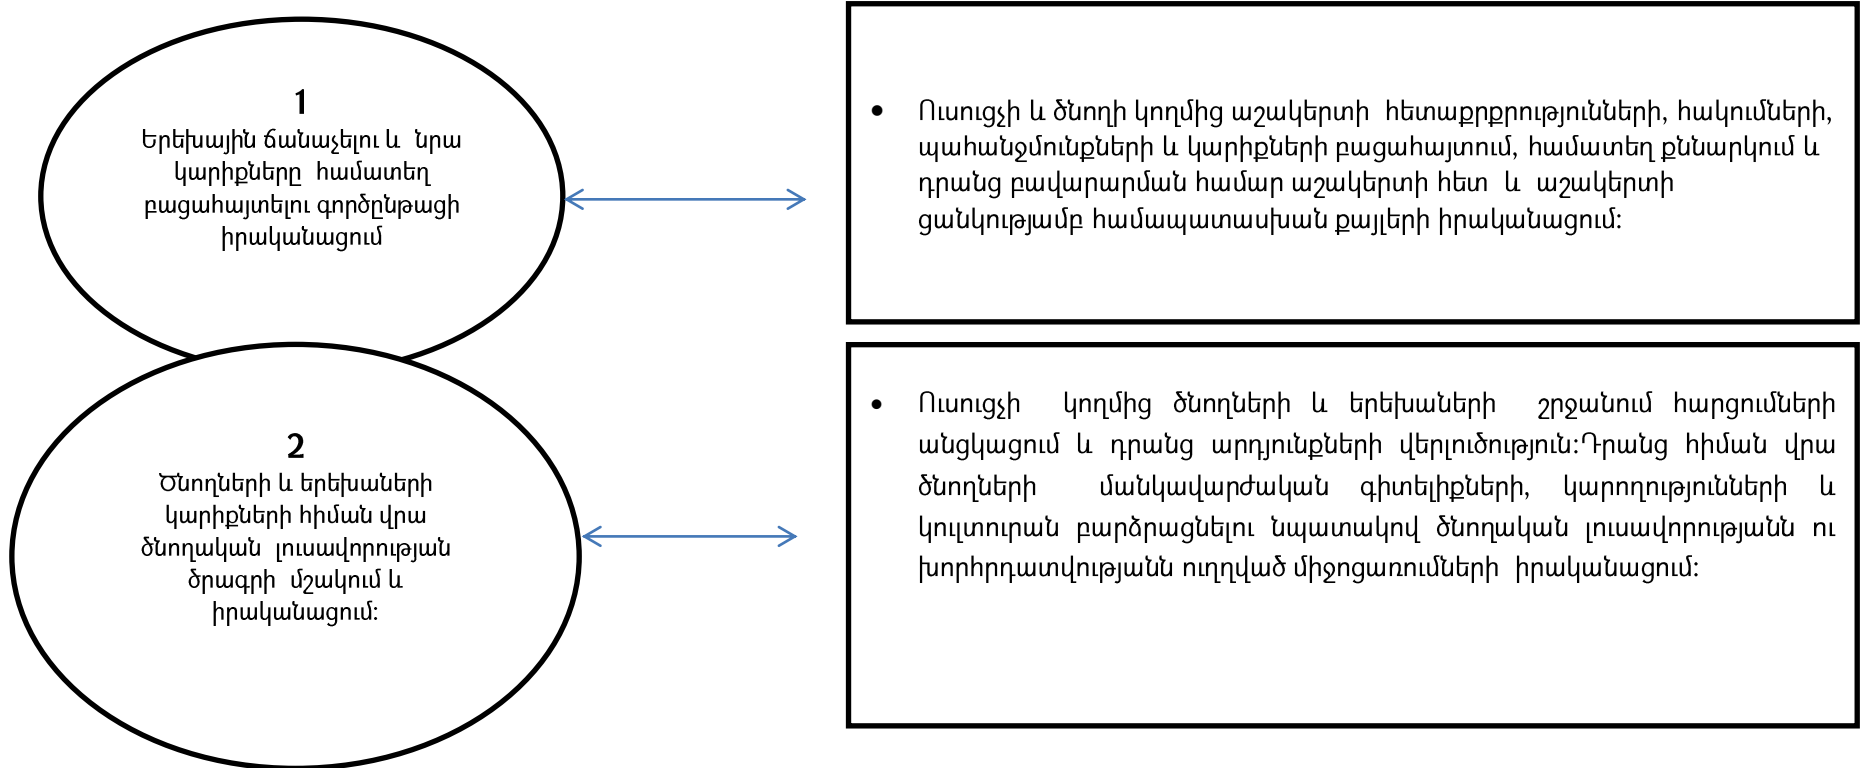 1
Երեխային ճանաչելու և նրա
կարիքները համատեղ
բացահայտելու գործընթացի
իրականացում
• Ուսուցչի և ծնողի կողմից աշակերտի հետաքրքրությունների, հակումների,
պահանջմունքների և կարիքների բացահայտում, համատեղ քննարկում և
դրանց բավարարման համար աշակերտի հետ և աշակերտի
ցանկությամբ համապատասխան քայլերի իրականացում:
2
Ծնողների և երեխաների
կարիքների հիման վրա
ծնողական լուսավորության
ծրագրի մշակում և
իրականացում:
• Ուսուցչի կողմից ծնողների և երեխաների շրջանում հարցումների
անցկացում և դրանց արդյունքների վերլուծություն:Դրանց հիման վրա
ծնողների մանկավարժական գիտելիքների, կարողությունների և
կուլտուրան բարձրացնելու նպատակով ծնողական լուսավորությանն ու
խորհրդատվությանն ուղղված միջոցառումների իրականացում: